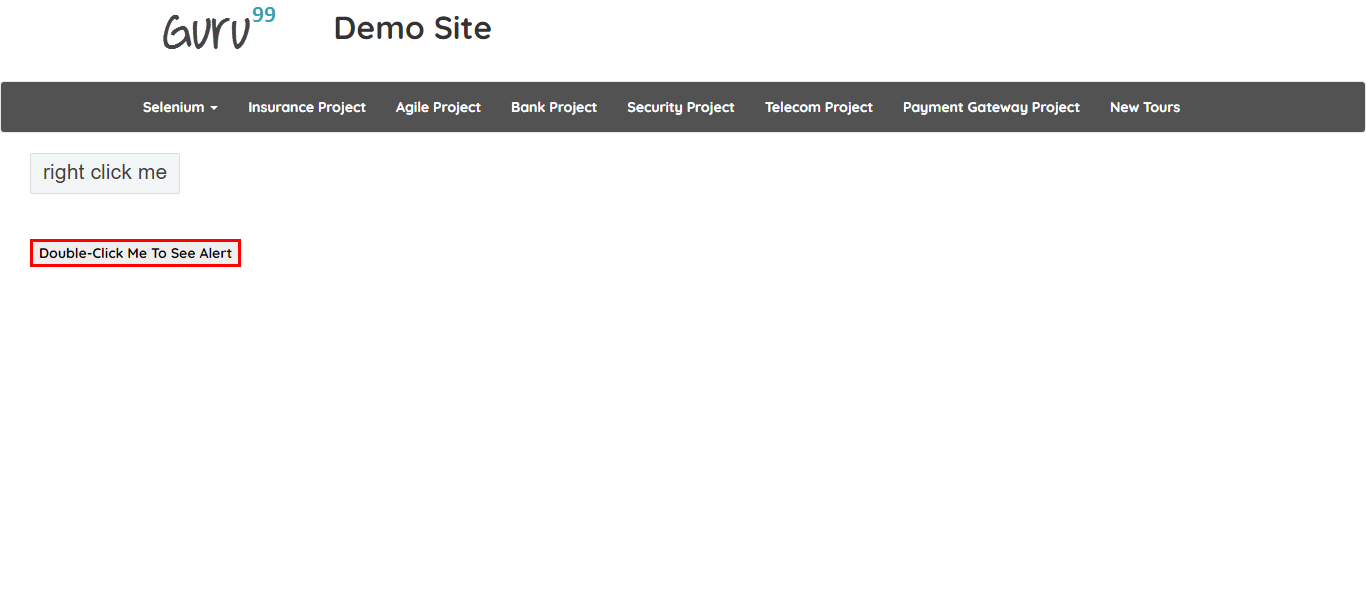 Guru99 Demo Site
Selenium Insurance Project Agile Project Bank Project Security Project Telecom Project Payment Gateway Project New Tours
right click me
Double-Click Me To See Alert